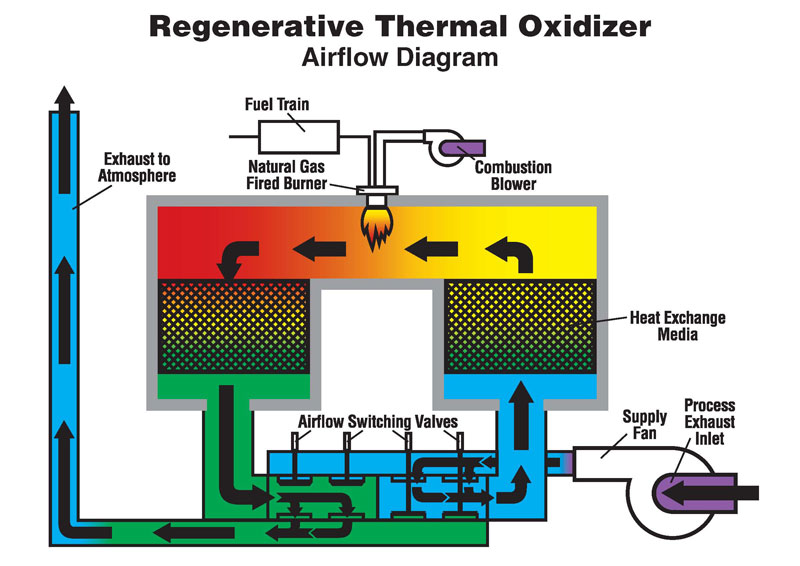 Regenerative Thermal Oxidizer
Airflow Diagram
Fuel Train
Exhaust to
Atmosphere
Natural Gas
Fired Burner
Combustion
Blower
Heat Exchange
Media
Airflow Switching Valves
Supply
Fan
Process
Exhaust
Inlet